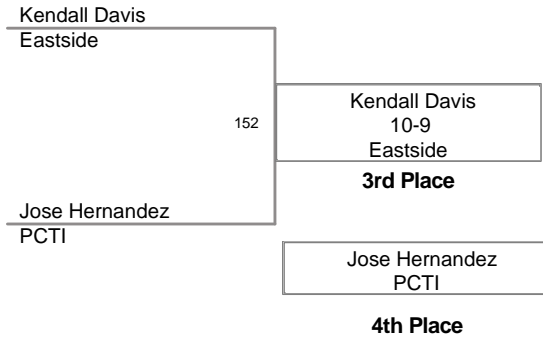 Kendall Davis
Eastside
152
Kendall Davis
10-9
Eastside
3rd Place
Jose Hernandez
PCTI
Jose Hernandez
PCTI
4th Place